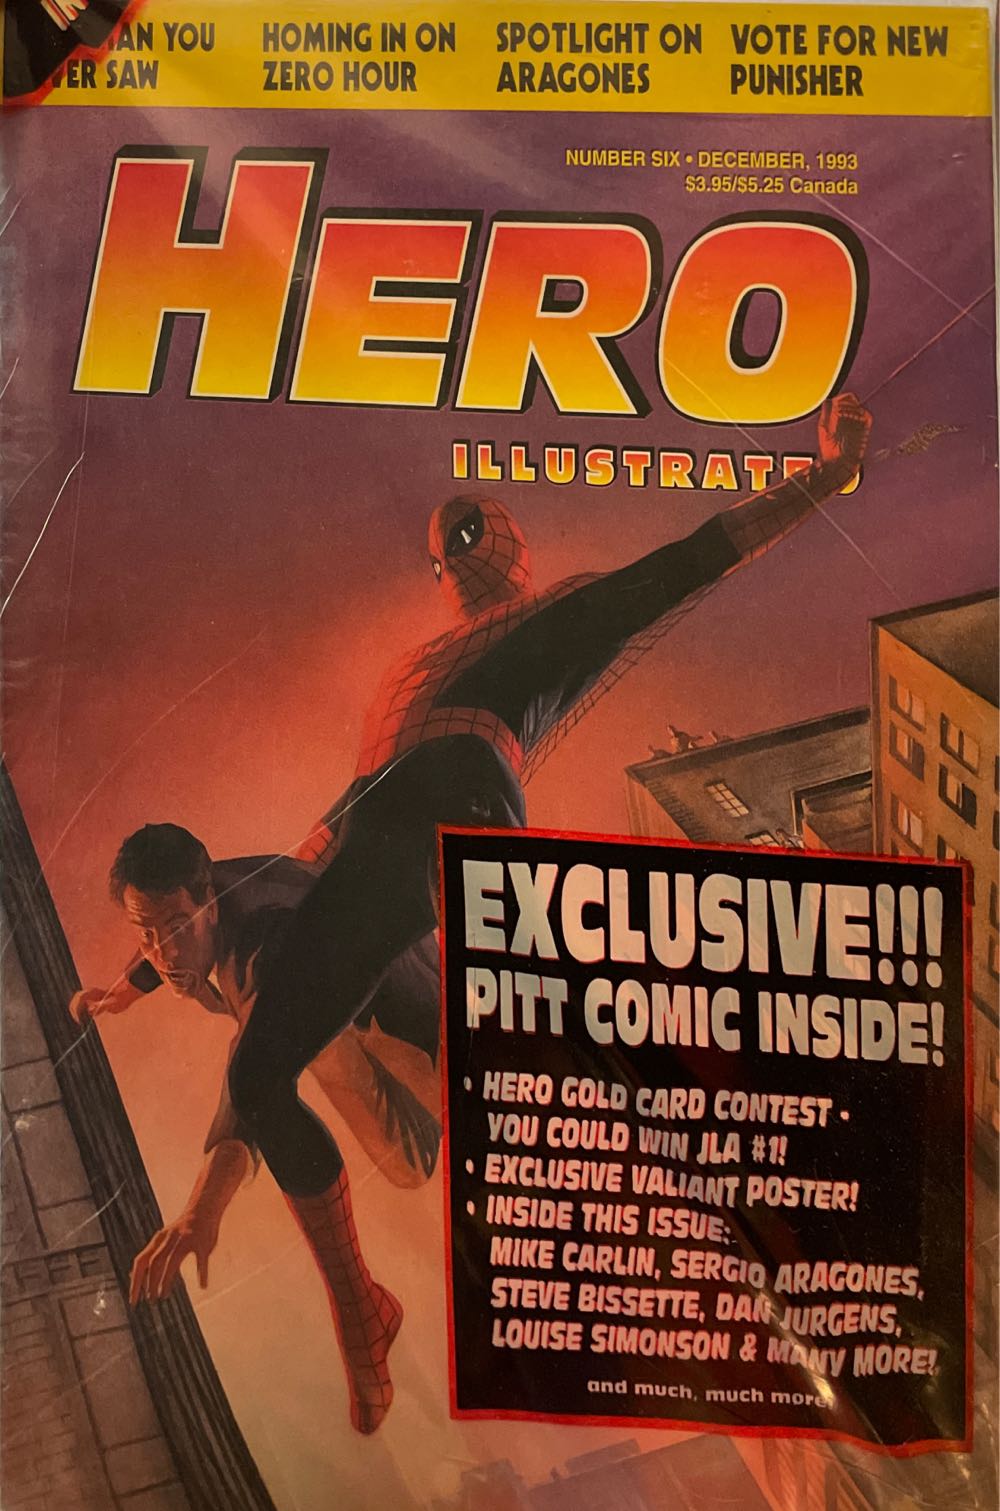 YOU
SAW
HOMING IN ON
ZERO HOUR
SPOTLIGHT ON
ARAGONES
VOTE FOR NEW
PUNISHER
NUMBER SIX • DECEMBER, 1993
$3.95/$5.25 Canada
HERO
ILLUSTRATED
EXCLUSIVE!!!
PITT COMIC INSIDE!
• HERO GOLD CARD CONTEST -
YOU COULD WIN JLA #1!
• EXCLUSIVE VALIANT POSTER!
• INSIDE THIS ISSUE:
MIKE CARLIN, SERGIO ARAGONES,
STEVE BISSETTE, DAN JURGENS,
LOUISE SIMONSON & MANY MORE!
and much, much more